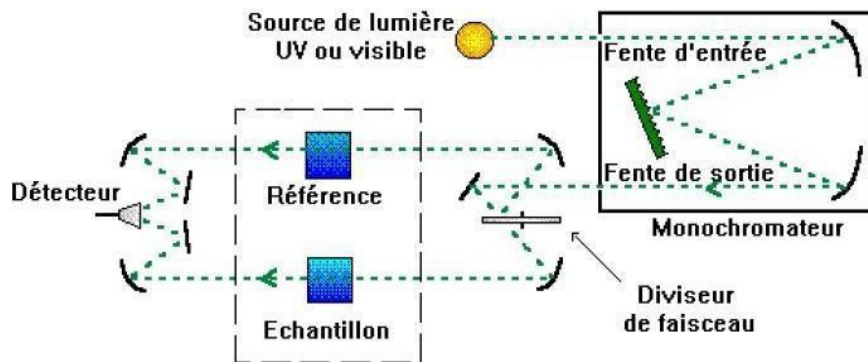 Source de lumière
UV ou visible
Fente d'entrée
Détecteur
Référence
Fente de sortie
Monochromateur
Echantillon
Diviseur
de faisceau